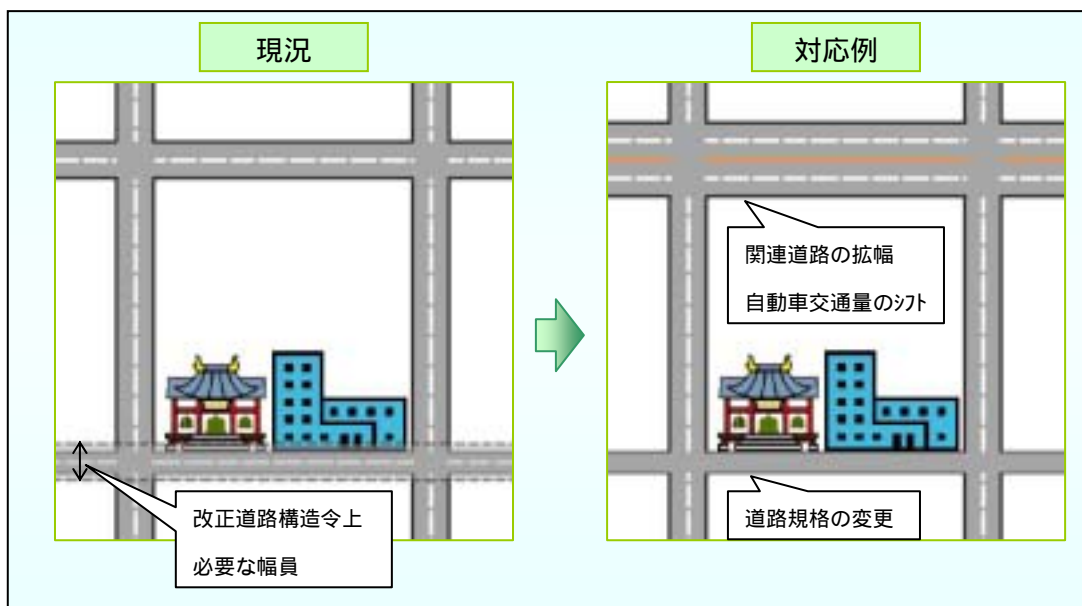 現況
対応例
関連道路の拡幅
自動車交通量のｼﾌﾄ
改正道路構造令上
必要な幅員
道路規格の変更